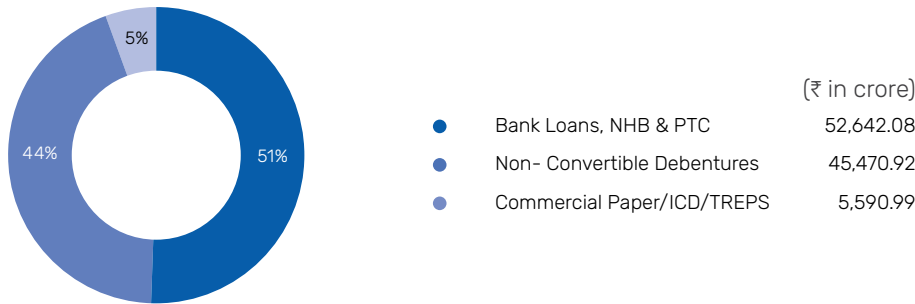 5%
44%
51%
(₹ in crore)
Bank Loans, NHB & PTC 52,642.08
Non- Convertible Debentures 45,470.92
Commercial Paper/ICD/TREPS 5,590.99